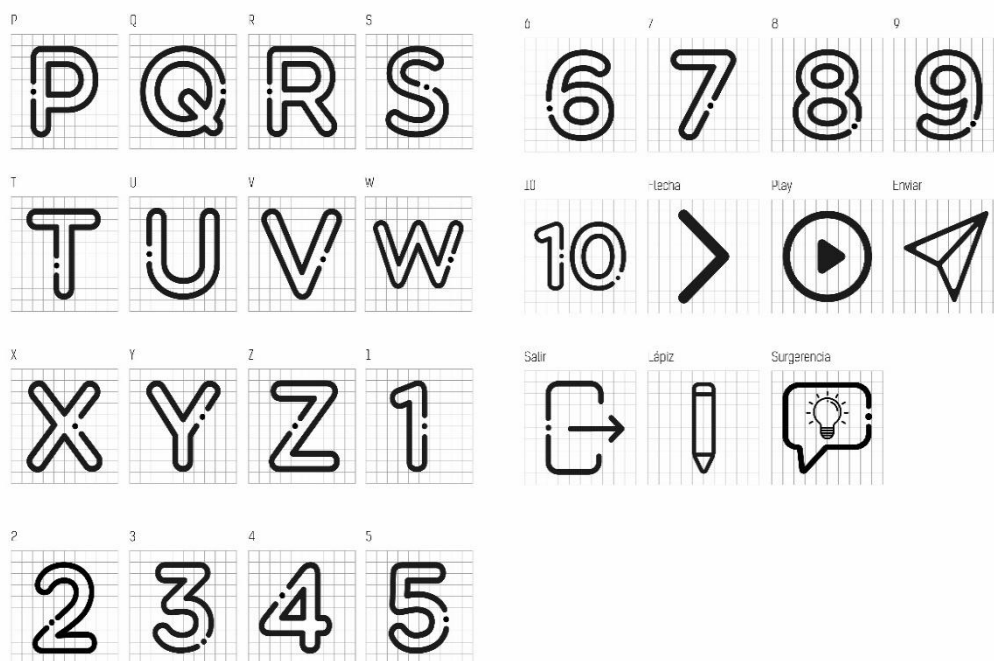 P Q R S
P Q R S
T U V W
T U V W
X Y Z 1
X Y Z 1
2 3 4 5
2 3 4 5
6 7 8 9
6 7 8 9
10 Flecha Play Enviar
10
Salir Lápiz Surgerencia